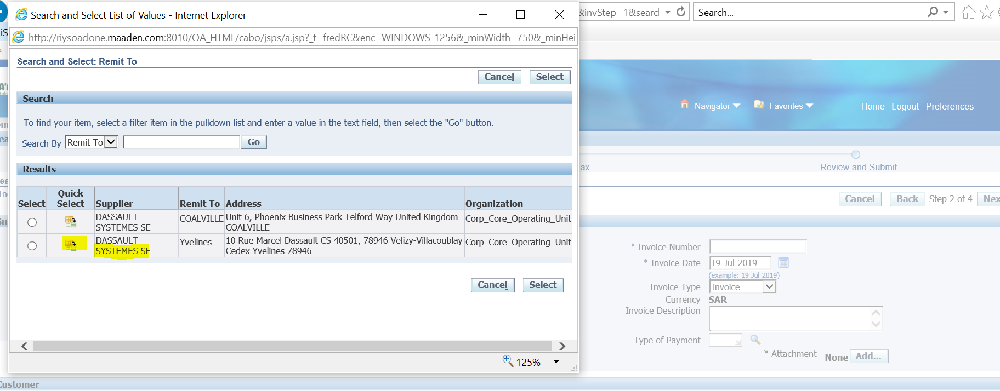 Search and Select List of Values - Internet Explorer
http://riysoaclone.maaden.com:8010/OA_HTML/cabo/jsps/a.jsp?_t=fredRC&enc=WINDOWS-1256&_minWidth=750&_minHei
Search and Select: Remit To
Cancel Select
Search
To find your item, select a filter item in the pulldown list and enter a value in the text field, then select the "Go" button.
Search By Remit To Go
Results
Select Quick Select Supplier Remit To Address Organization
DASSAULT SYSTEMES SE COALVILLE Unit 6, Phoenix Business Park Telford Way United Kingdom COALVILLE Corp_Core_Operating_Unit
DASSAULT SYSTEMES SE Yvelines 10 Rue Marcel Dassault CS 40501, 78946 Velizy-Villacoublay Cedex Yvelines 78946 Corp_Core_Operating_Unit
Cancel Select
125%
&invStep=1&search
Search...
Navigator Favorites Home Logout Preferences
Review and Submit
Cancel Back Step 2 of 4
* Invoice Number
* Invoice Date 19-Jul-2019
(example: 19-Jul-2019)
Invoice Type Invoice
Currency SAR
Invoice Description
Type of Payment
* Attachment None Add...
Customer